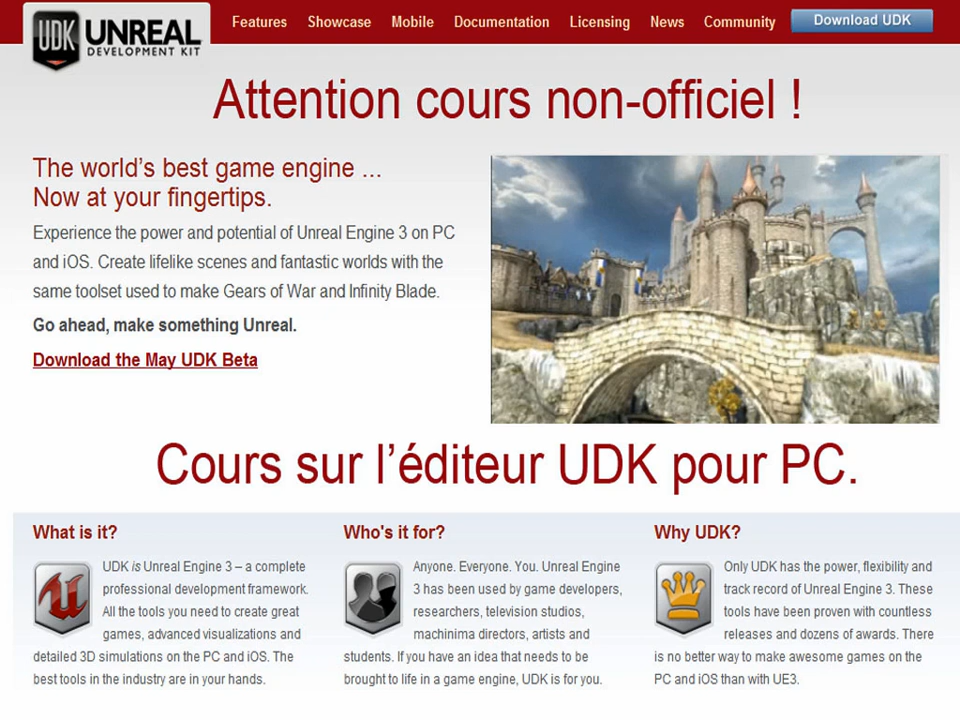 UDK UNREAL
DEVELOPMENT KIT
Features Showcase Mobile Documentation Licensing News Community Download UDK
Attention cours non-officiel !
The world's best game engine ...
Now at your fingertips.
Experience the power and potential of Unreal Engine 3 on PC
and iOS. Create lifelike scenes and fantastic worlds with the
same toolset used to make Gears of War and Infinity Blade.
Go ahead, make something Unreal.
Download the May UDK Beta
Cours sur l'éditeur UDK pour PC.
What is it?
UDK is Unreal Engine 3 – a complete
professional development framework.
All the tools you need to create great
games, advanced visualizations and
detailed 3D simulations on the PC and iOS. The
best tools in the industry are in your hands.
Who's it for?
Anyone. Everyone. You. Unreal Engine
3 has been used by game developers,
researchers, television studios,
machinima directors, artists and
students. If you have an idea that needs to be
brought to life in a game engine, UDK is for you.
Why UDK?
Only UDK has the power, flexibility and
track record of Unreal Engine 3. These
tools have been proven with countless
releases and dozens of awards. There
is no better way to make awesome games on the
PC and iOS than with UE3.